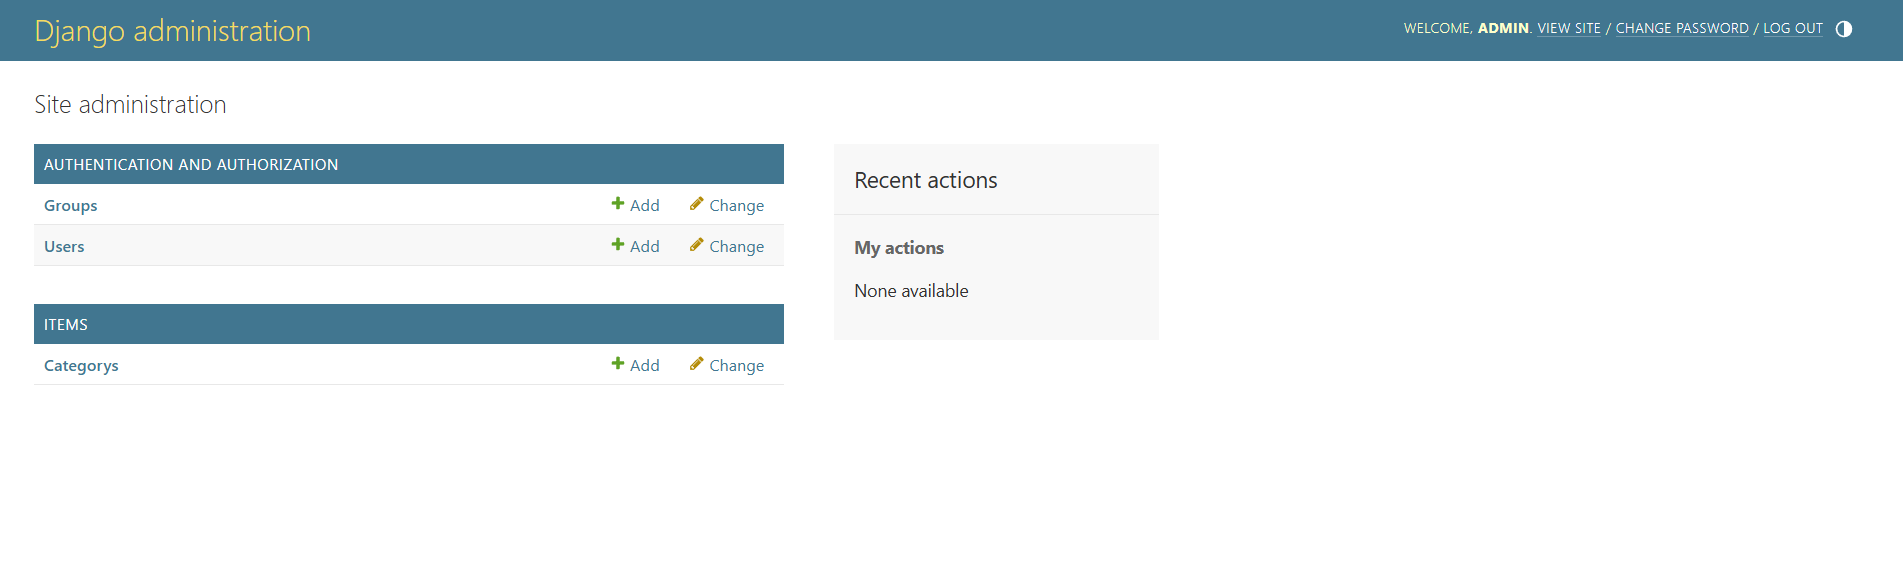 Django administration
WELCOME, ADMIN. VIEW SITE / CHANGE PASSWORD / LOG OUT
Site administration
AUTHENTICATION AND AUTHORIZATION
Groups Add Change
Users Add Change
ITEMS
Categorys Add Change
Recent actions
My actions
None available